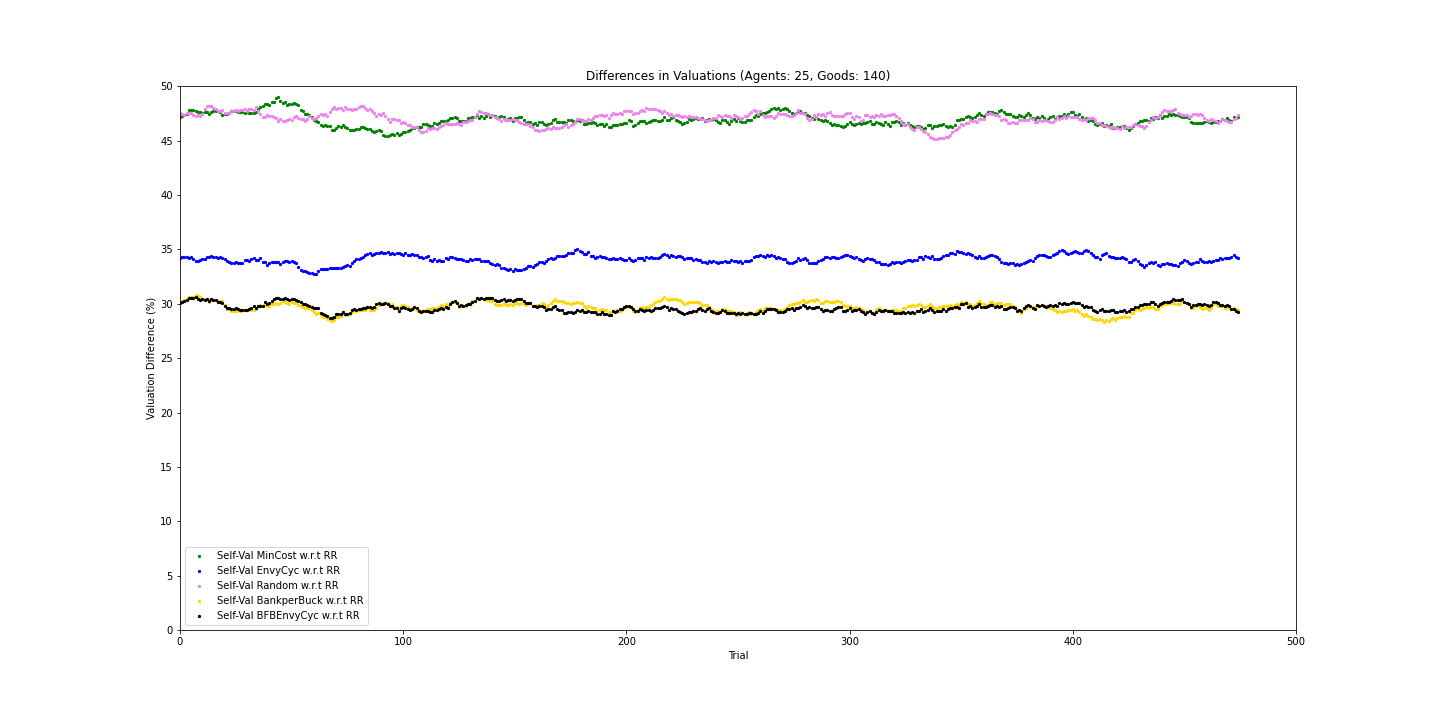 Differences in Valuations (Agents: 25, Goods: 140)
50
45
40
35
30
25
20
15
10
5
0
Valuation Difference (%)
Self-Val MinCost w.r.t RR
Self-Val EnvyCyc w.r.t RR
Self-Val Random w.r.t RR
Self-Val BankperBuck w.r.t RR
Self-Val BFBEnvyCyc w.r.t RR
0 100 200 300 400 500
Trial